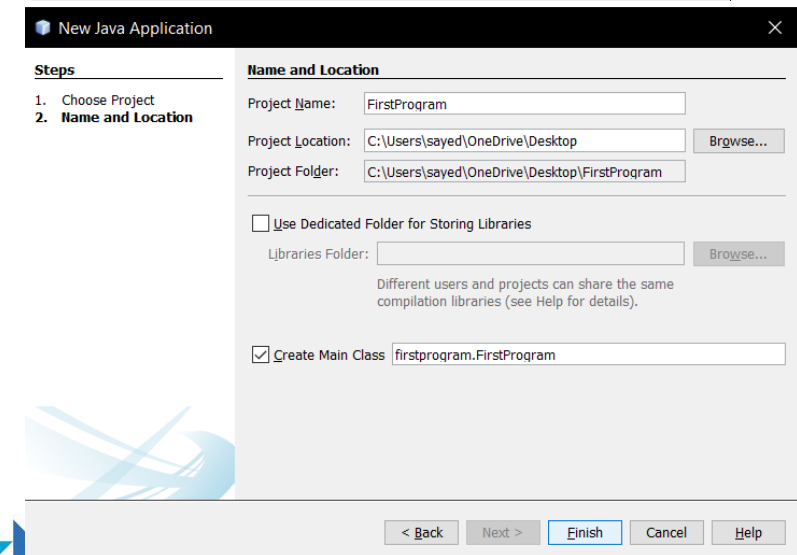 New Java Application
Steps
1. Choose Project
2. Name and Location
Name and Location
Project Name: FirstProgram
Project Location: C:\Users\sayed\OneDrive\Desktop Browse...
Project Folder: C:\Users\sayed\OneDrive\Desktop\FirstProgram
Use Dedicated Folder for Storing Libraries
Libraries Folder: Browse...
Different users and projects can share the same
compilation libraries (see Help for details).
Create Main Class firstprogram.FirstProgram
< Back Next > Finish Cancel Help